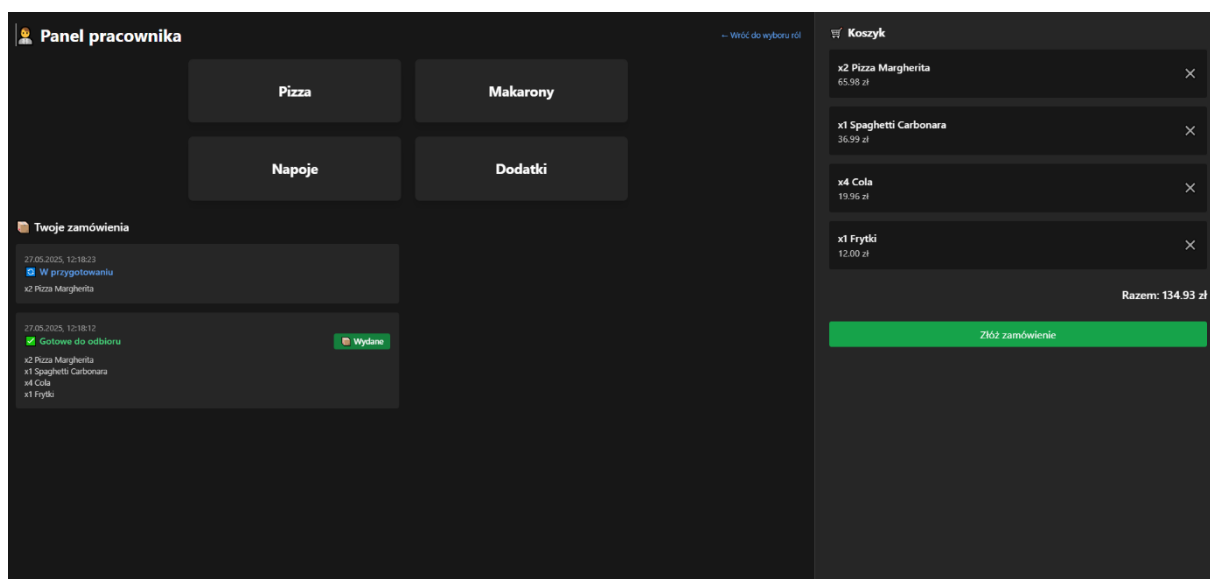 Panel pracownika
← Wróć do wyboru ról
Pizza
Makarony
Napoje
Dodatki
Twoje zamówienia
27.05.2025, 12:18:23
W przygotowaniu
x2 Pizza Margherita
27.05.2025, 12:18:12
Gotowe do odbioru
Wydane
x2 Pizza Margherita
x1 Spaghetti Carbonara
x4 Cola
x1 Frytki
Koszyk
x2 Pizza Margherita
65.98 zł
x1 Spaghetti Carbonara
36.99 zł
x4 Cola
19.96 zł
x1 Frytki
12.00 zł
Razem: 134.93 zł
Złóż zamówienie